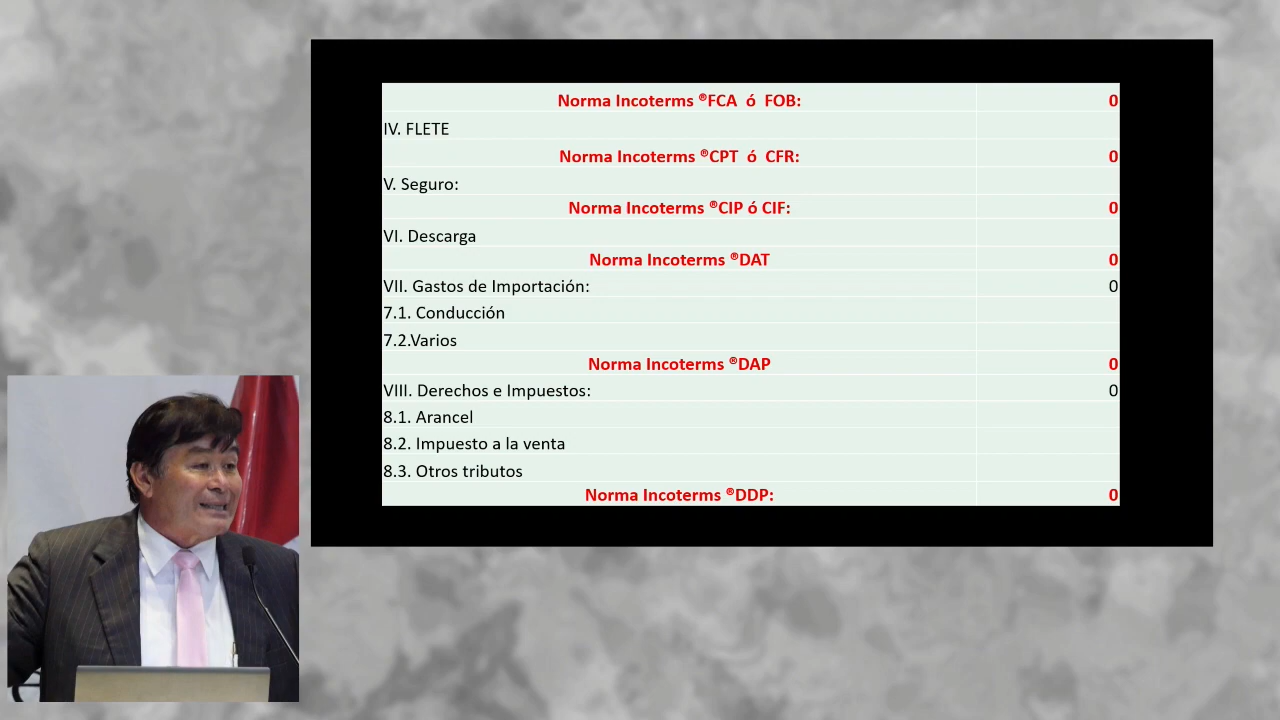 Norma Incoterms ®FCA ó FOB: 0
IV. FLETE
Norma Incoterms ®CPT ó CFR: 0
V. Seguro:
Norma Incoterms ®CIP ó CIF: 0
VI. Descarga
Norma Incoterms ®DAT 0
VII. Gastos de Importación: 0
7.1. Conducción
7.2.Varios
Norma Incoterms ®DAP 0
VIII. Derechos e Impuestos: 0
8.1. Arancel
8.2. Impuesto a la venta
8.3. Otros tributos
Norma Incoterms ®DDP: 0